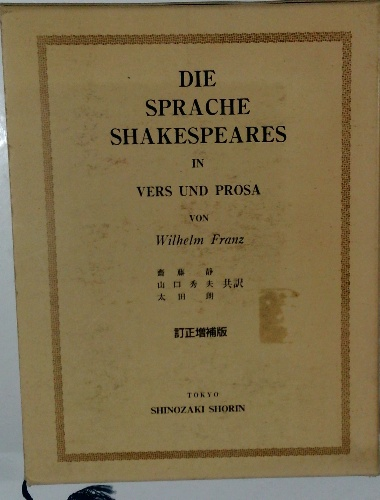 DIE
SPRACHE
SHAKESPEARES
IN
VERS UND PROSA
VON
Wilhelm Franz
齋藤 静
山口秀夫 共訳
太田 朗
訂正増補版
TOKYO
SHINOZAKI SHORIN